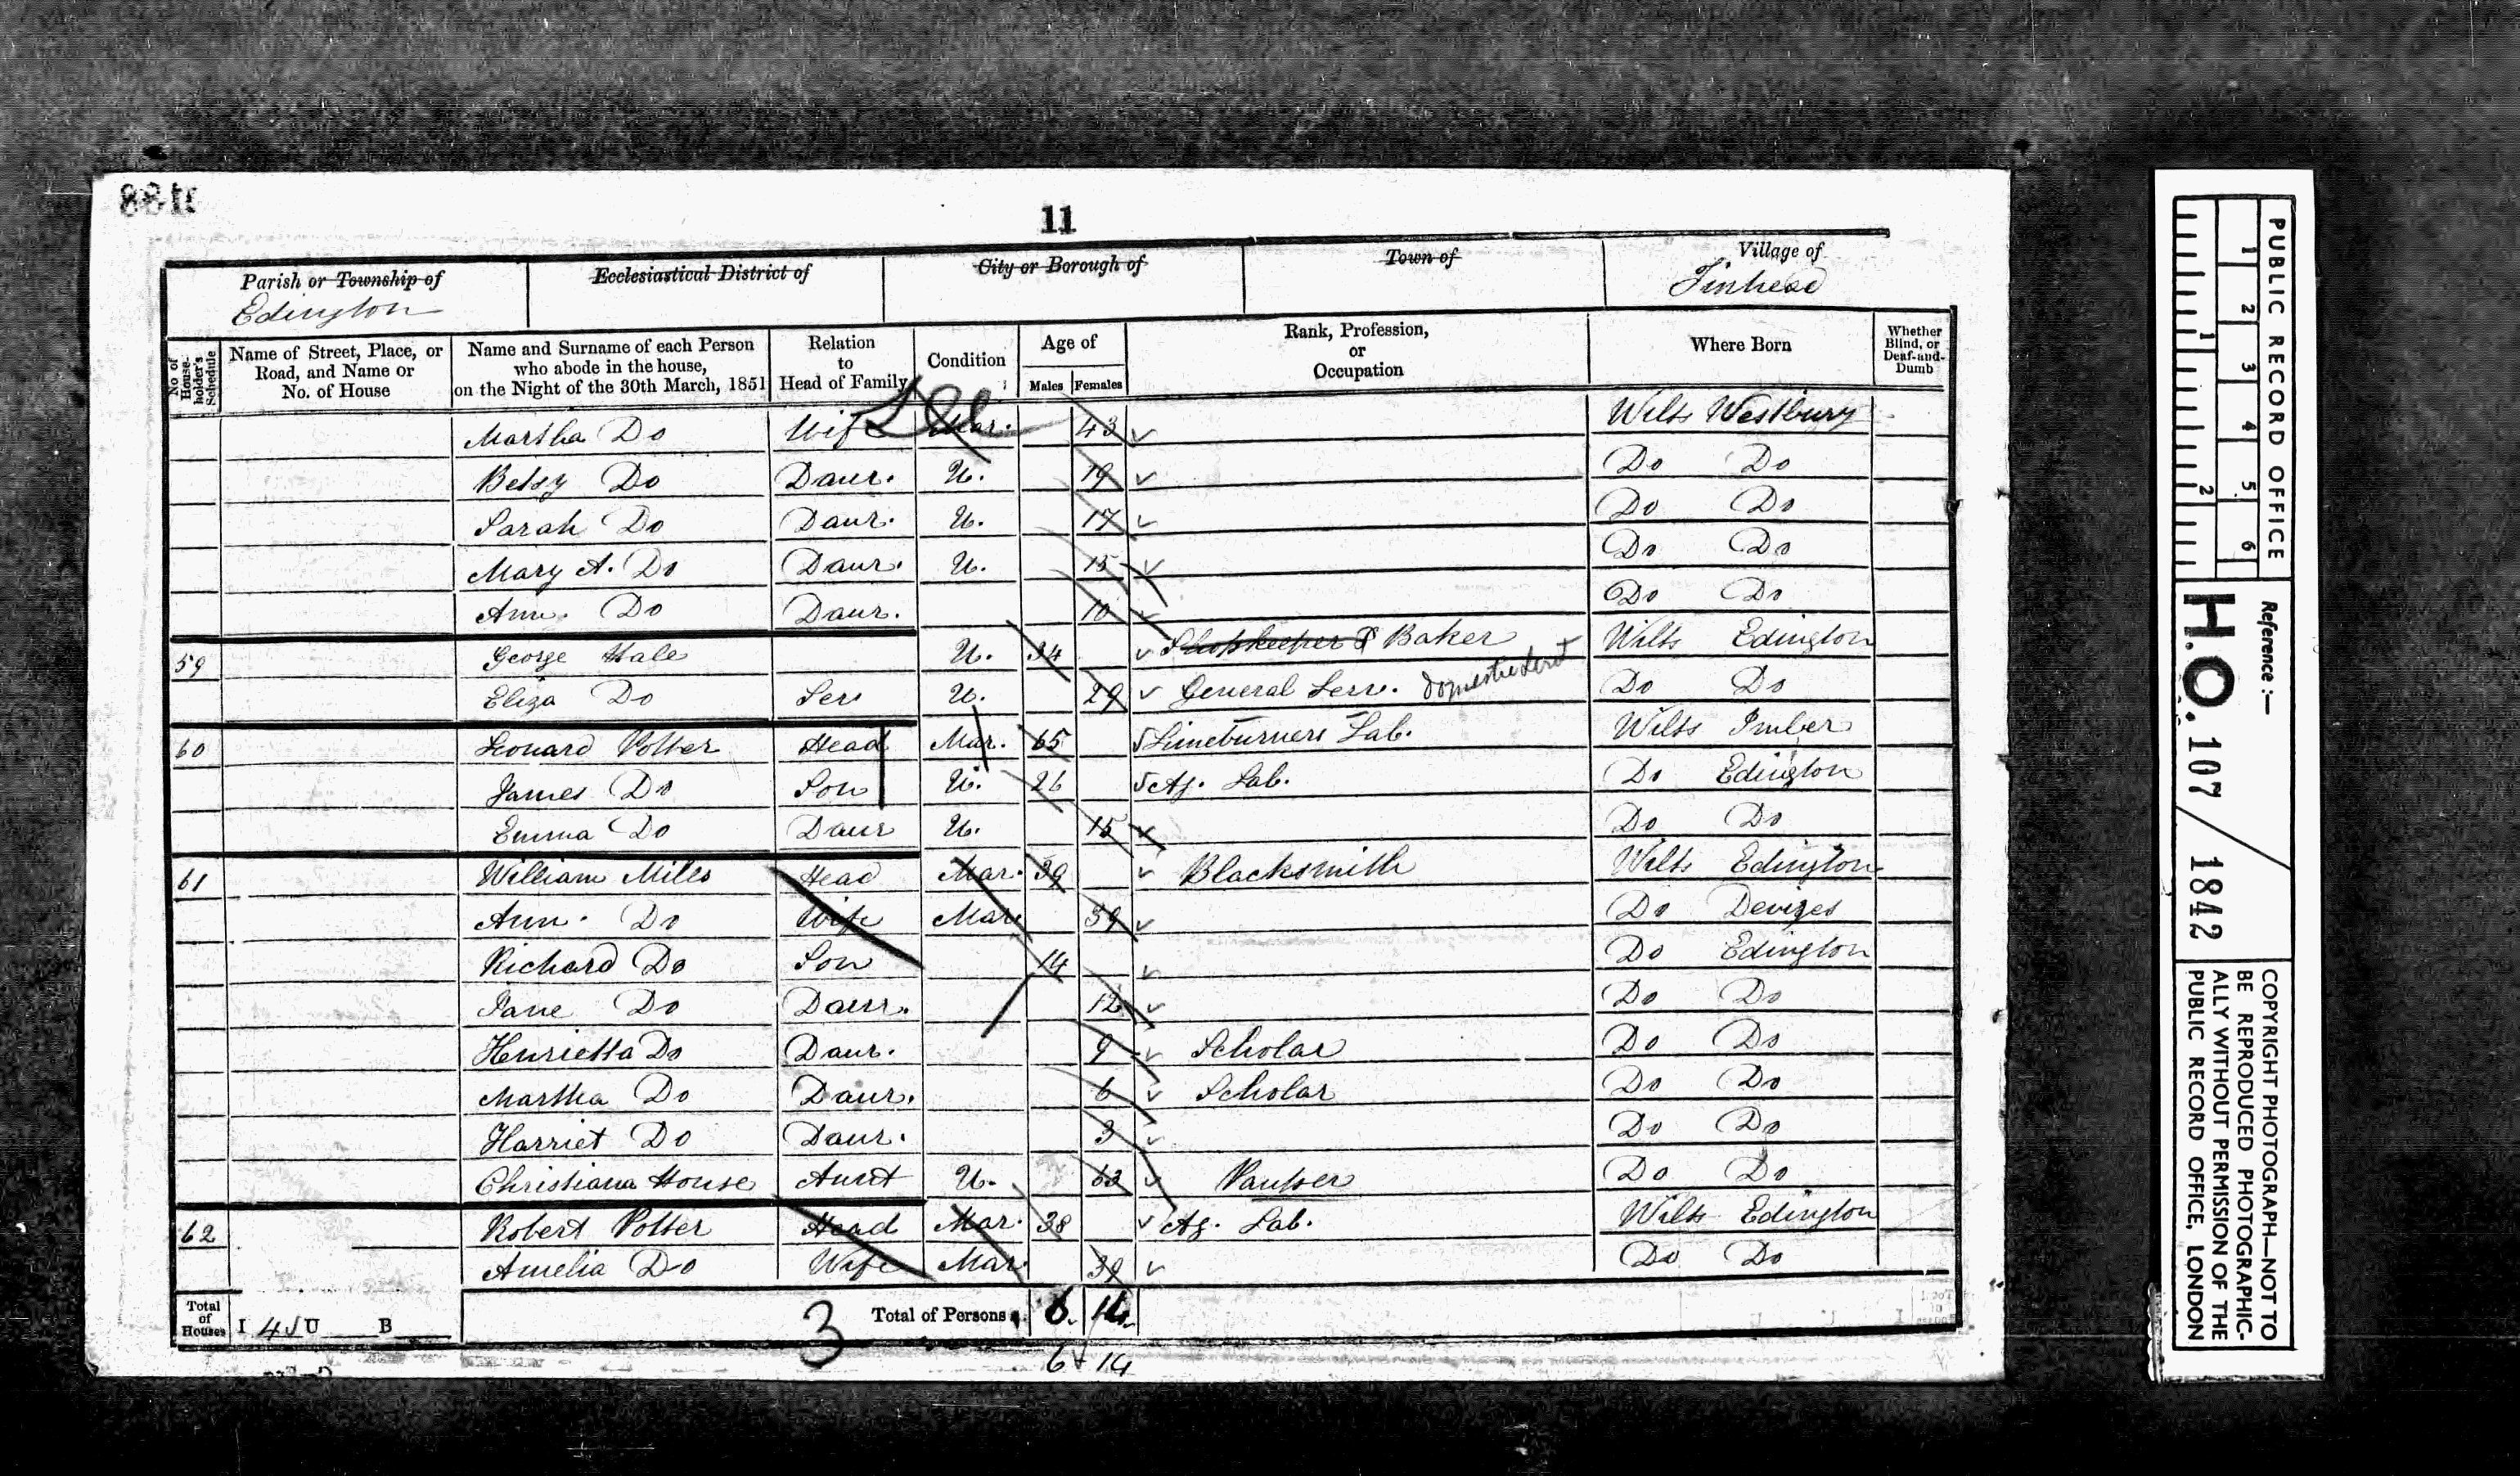 11
Parish or Township of Ecclesiastical District of City or Borough of Town of Village of
Edington Tinhead
No. of House-holder's Schedule Name of Street, Place, or Road, and Name or No. of House Name and Surname of each Person who abode in the house, on the Night of the 30th March, 1851 Relation to Head of Family Condition Age of Males Females Rank, Profession, or Occupation Where Born Whether Blind, or Deaf-and-Dumb
Martha Do Wife Mar. 43 Wilts Westbury
Betsy Do Daur. U. 19 Do Do
Sarah Do Daur. U. 17 Do Do
Mary A. Do Daur. U. 15 Do Do
Ann Do Daur. 10 Do Do
59 George Hale U. 34 Shopkeeper & Baker Wilts Edington
Eliza Do Ser U. 29 General Serv. Domestic Servt Do Do
60 Leonard Potter Head Mar. 65 Limeburners Lab. Wilts Imber
James Do Son U. 26 Ag. Lab. Do Edington
Emma Do Daur U. 15 Do Do
61 William Miles Head Mar. 39 Blacksmith Wilts Edington
Ann Do Wife Mar. 39 Do Devizes
Richard Do Son 14 Do Edington
Jane Do Daur. 12 Do Do
Henrietta Do Daur. 9 Scholar Do Do
Martha Do Daur. 6 Scholar Do Do
Harriet Do Daur. 3 Do Do
Christiana House Aunt U. 62 Pauper Do Do
62 Robert Potter Head Mar. 38 Ag. Lab. Wilts Edington
Amelia Do Wife Mar. 39 Do Do
Total of Houses I 4 U B 3 Total of Persons 6 14
6 14
PUBLIC RECORD OFFICE
1 2 3 4 5 6
1 2
Reference:-
H.O. 107/1842
COPYRIGHT PHOTOGRAPH—NOT TO
BE REPRODUCED PHOTOGRAPHIC-
ALLY WITHOUT PERMISSION OF THE
PUBLIC RECORD OFFICE, LONDON